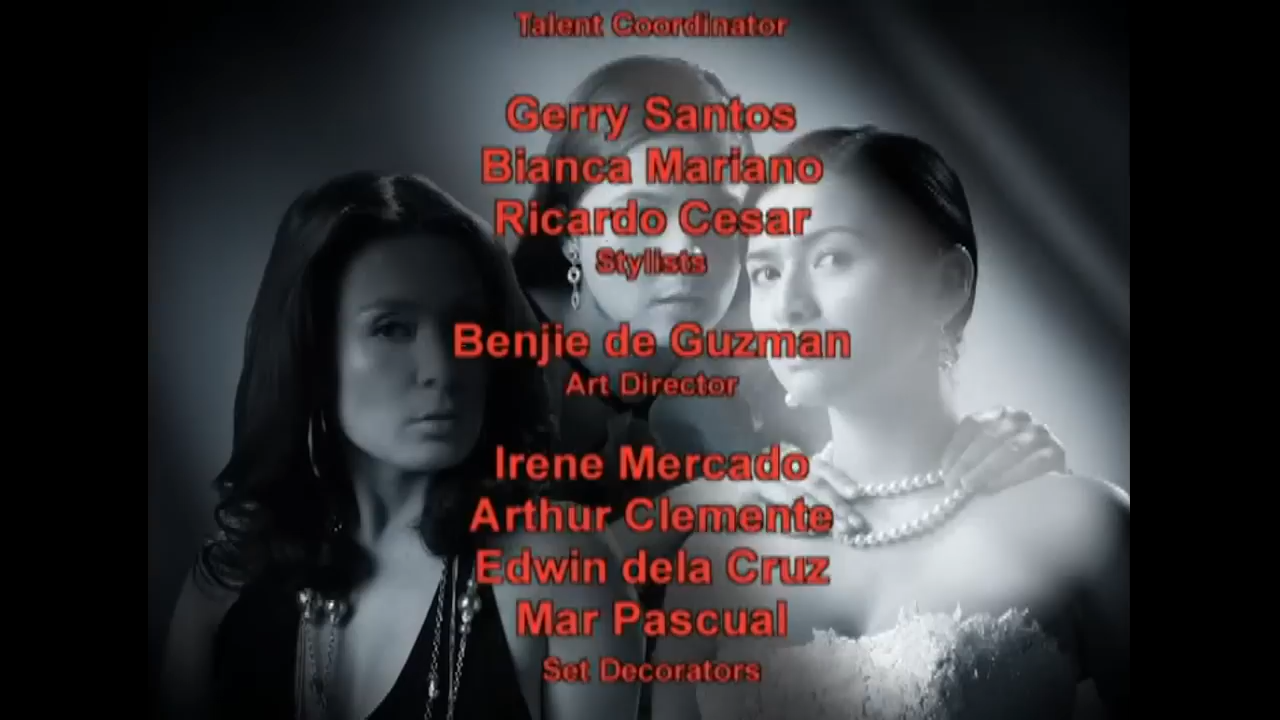 Talent Coordinator
Gerry Santos
Bianca Mariano
Ricardo Cesar
Stylists
Benjie de Guzman
Art Director
Irene Mercado
Arthur Clemente
Edwin dela Cruz
Mar Pascual
Set Decorators